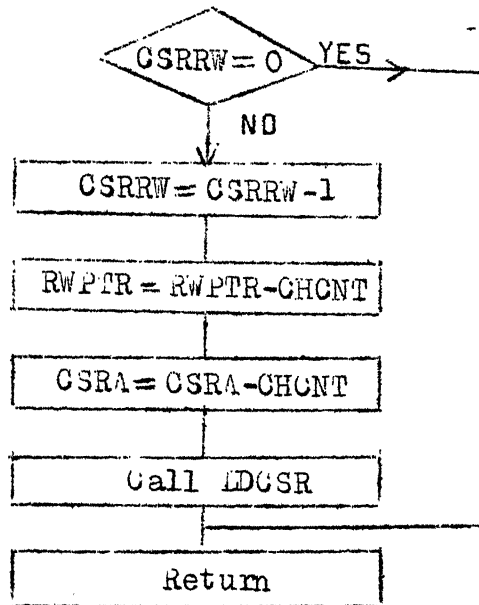 CSRRW = 0
YES
NO
CSRRW = CSRRW-1
RWPTR = RWPTR-CHCNT
CSRA = CSRA-CHCNT
Call LDCSR
Return